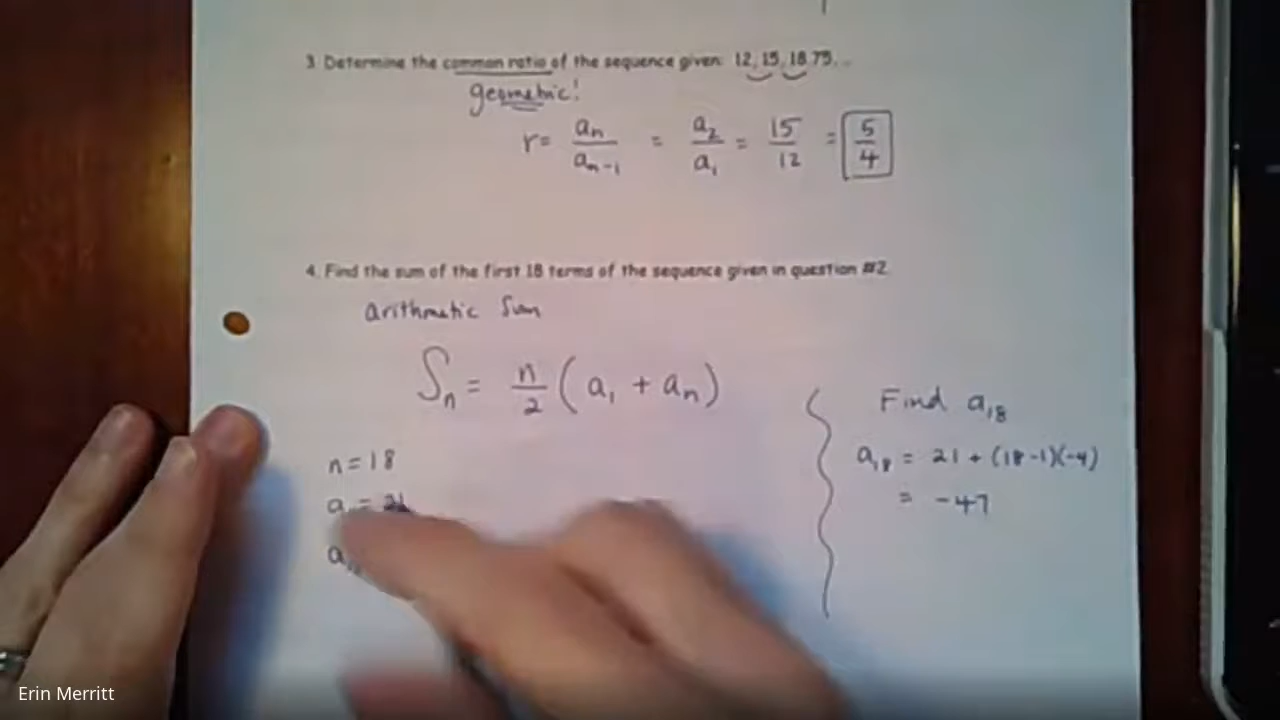 3. Determine the common ratio of the sequence given: 12, 15, 18.75, ..
geometric!
r = aₙ/aₙ₋₁ = a₂/a₁ = 15/12 = 5/4
4. Find the sum of the first 18 terms of the sequence given in question #2.
arithmetic Sum
Sₙ = n/2 (a₁ + aₙ)
n = 18
a = 21
a
Find a₁₈
a₁₈ = 21 + (18-1)(-4)
= -47
Erin Merritt